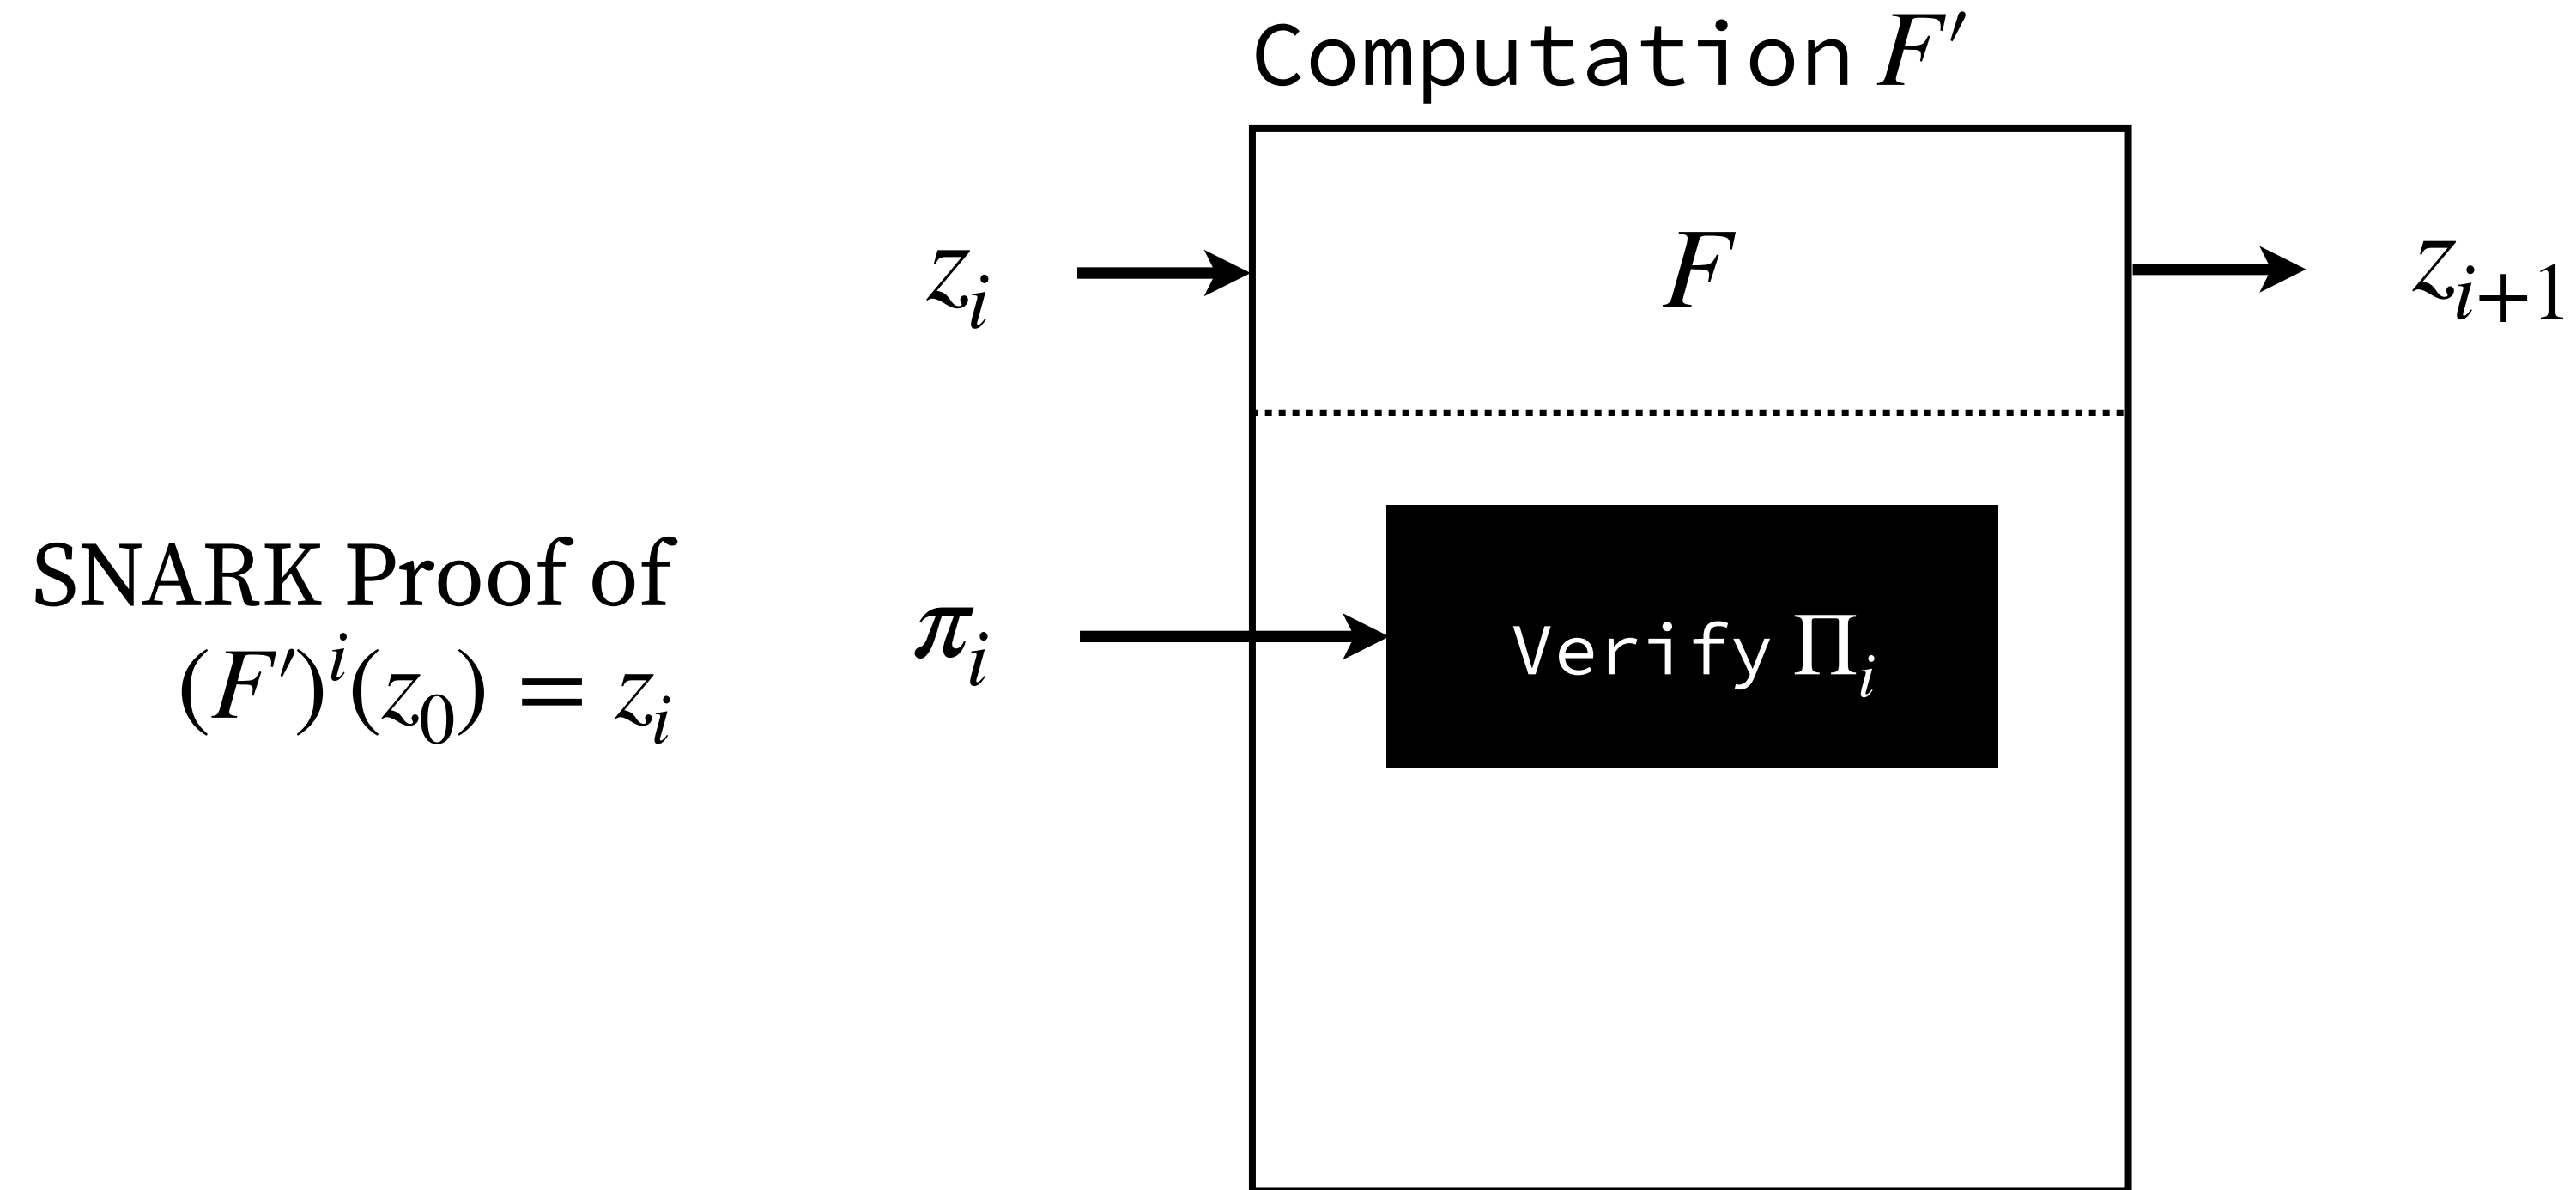 Computation F′
z_i
F
z_{i+1}
SNARK Proof of
(F′)^i(z_0) = z_i
π_i
Verify Π_i